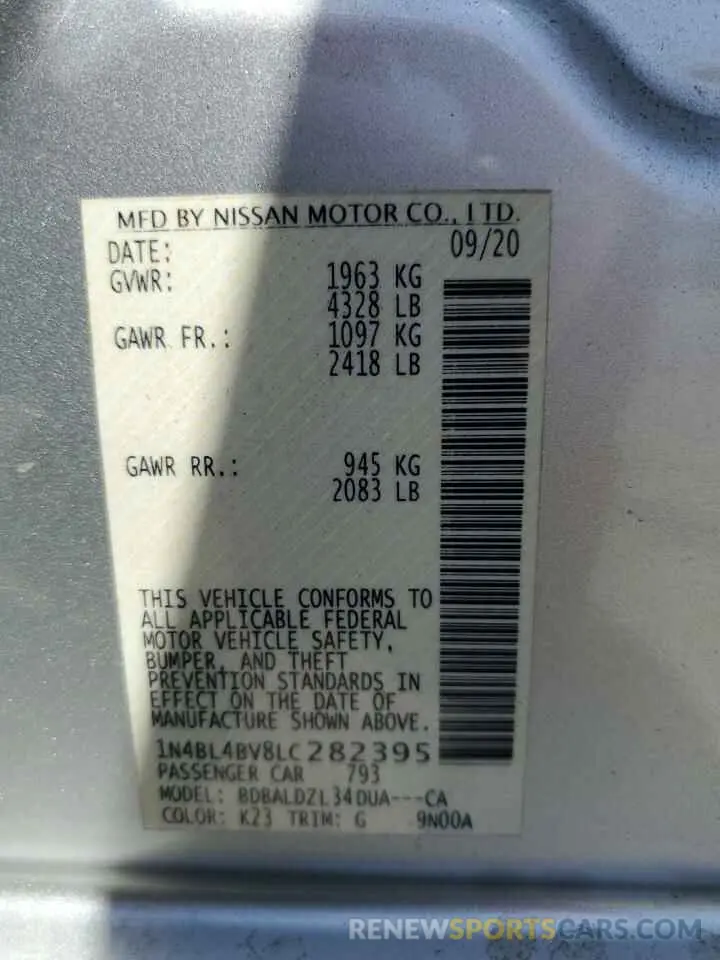 MFD BY NISSAN MOTOR CO., LTD.
DATE: 09/20
GVWR: 1963 KG
4328 LB
GAWR FR.: 1097 KG
2418 LB
GAWR RR.: 945 KG
2083 LB
THIS VEHICLE CONFORMS TO
ALL APPLICABLE FEDERAL
MOTOR VEHICLE SAFETY,
BUMPER, AND THEFT
PREVENTION STANDARDS IN
EFFECT ON THE DATE OF
MANUFACTURE SHOWN ABOVE.
1N4BL4BV8LC282395
PASSENGER CAR 793
MODEL: BDBALDZL34DUA---CA
COLOR: K23 TRIM: G 9N00A
RENEWSPORTSCARS.COM